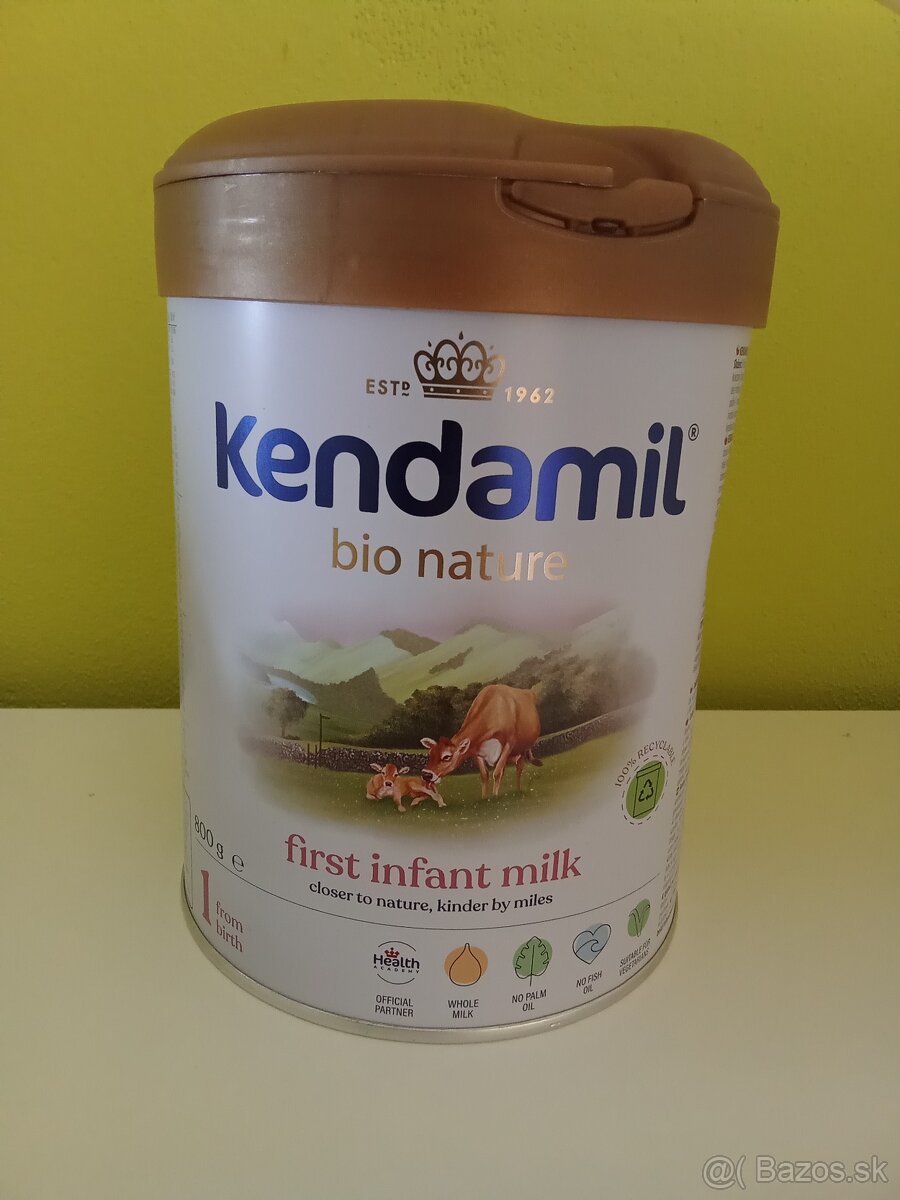 ESTD 1962
Kendamil®
bio nature
100% RECYCLABLE
800 g e
first infant milk
closer to nature, kinder by miles
1 from
birth
Health
ACADEMY
OFFICIAL
PARTNER
WHOLE
MILK
NO PALM
OIL
NO FISH
OIL
SUITABLE FOR
VEGETARIANS
@( Bazos.sk